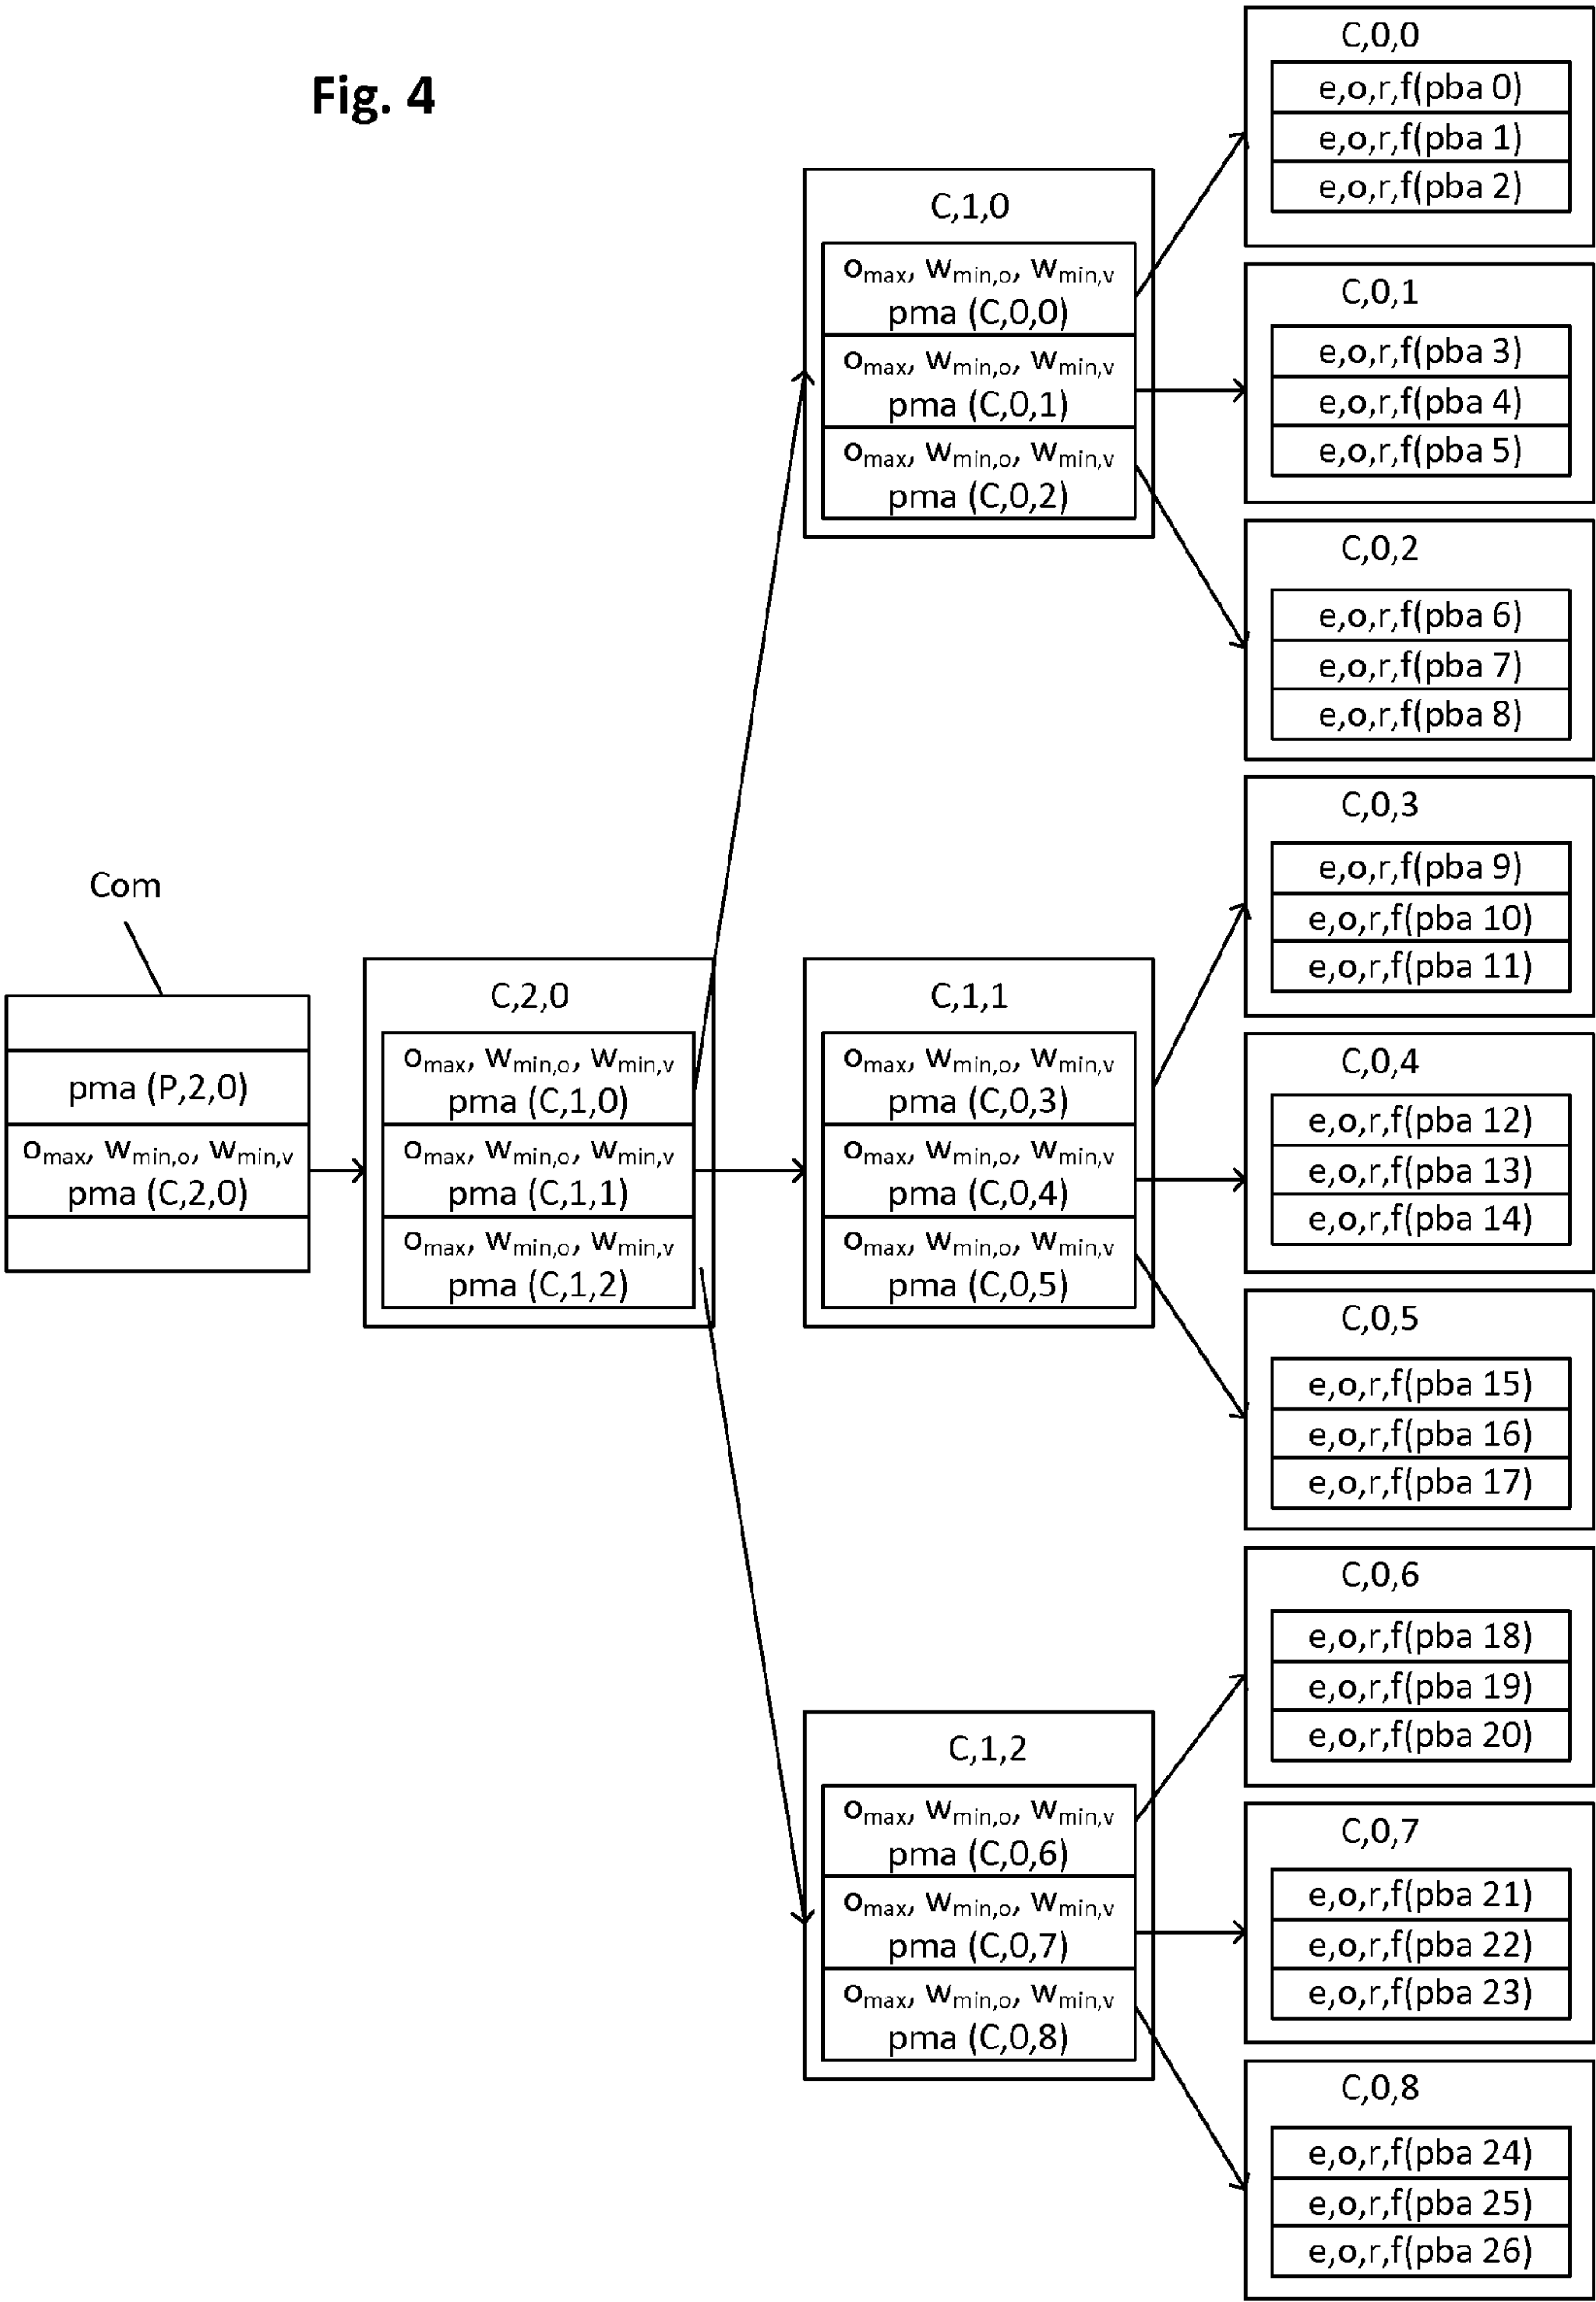 Fig. 4
Com
pma (P,2,0)
omax, wmin,o, wmin,v
pma (C,2,0)
C,2,0
omax, wmin,o, wmin,v
pma (C,1,0)
omax, wmin,o, wmin,v
pma (C,1,1)
omax, wmin,o, wmin,v
pma (C,1,2)
C,1,0
omax, wmin,o, wmin,v
pma (C,0,0)
omax, wmin,o, wmin,v
pma (C,0,1)
omax, wmin,o, wmin,v
pma (C,0,2)
C,1,1
omax, wmin,o, wmin,v
pma (C,0,3)
omax, wmin,o, wmin,v
pma (C,0,4)
omax, wmin,o, wmin,v
pma (C,0,5)
C,1,2
omax, wmin,o, wmin,v
pma (C,0,6)
omax, wmin,o, wmin,v
pma (C,0,7)
omax, wmin,o, wmin,v
pma (C,0,8)
C,0,0
e,o,r,f(pba 0)
e,o,r,f(pba 1)
e,o,r,f(pba 2)
C,0,1
e,o,r,f(pba 3)
e,o,r,f(pba 4)
e,o,r,f(pba 5)
C,0,2
e,o,r,f(pba 6)
e,o,r,f(pba 7)
e,o,r,f(pba 8)
C,0,3
e,o,r,f(pba 9)
e,o,r,f(pba 10)
e,o,r,f(pba 11)
C,0,4
e,o,r,f(pba 12)
e,o,r,f(pba 13)
e,o,r,f(pba 14)
C,0,5
e,o,r,f(pba 15)
e,o,r,f(pba 16)
e,o,r,f(pba 17)
C,0,6
e,o,r,f(pba 18)
e,o,r,f(pba 19)
e,o,r,f(pba 20)
C,0,7
e,o,r,f(pba 21)
e,o,r,f(pba 22)
e,o,r,f(pba 23)
C,0,8
e,o,r,f(pba 24)
e,o,r,f(pba 25)
e,o,r,f(pba 26)